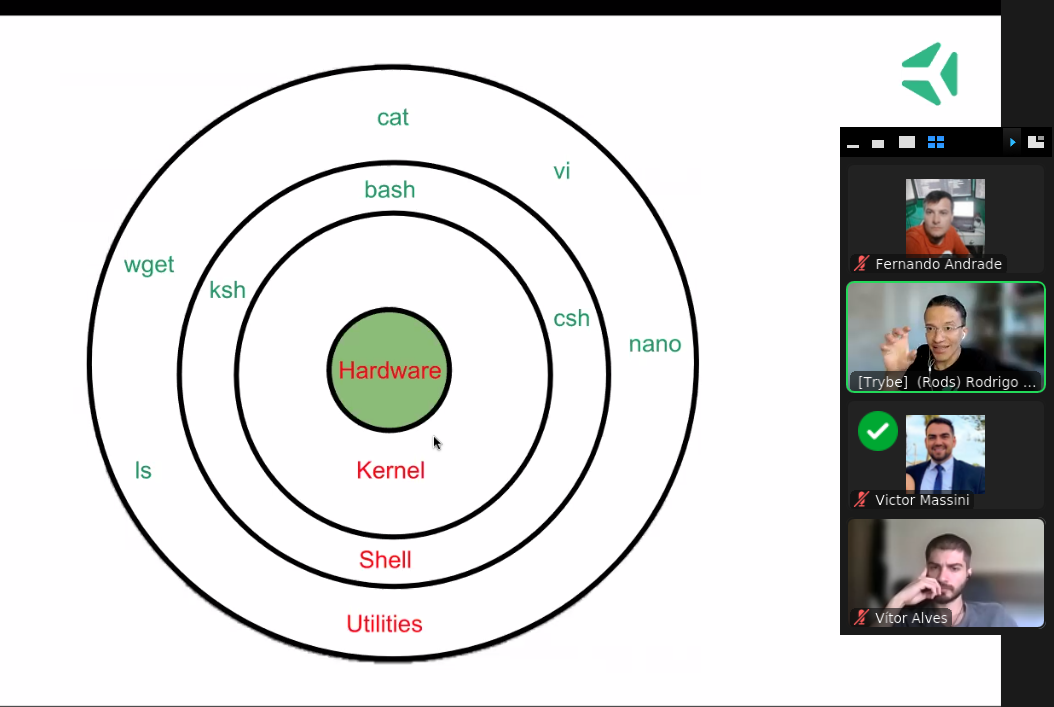 cat
vi
bash
wget
ksh
csh
nano
Hardware
ls
Kernel
Shell
Utilities
Fernando Andrade
[Trybe] (Rods) Rodrigo ...
Victor Massini
Vítor Alves